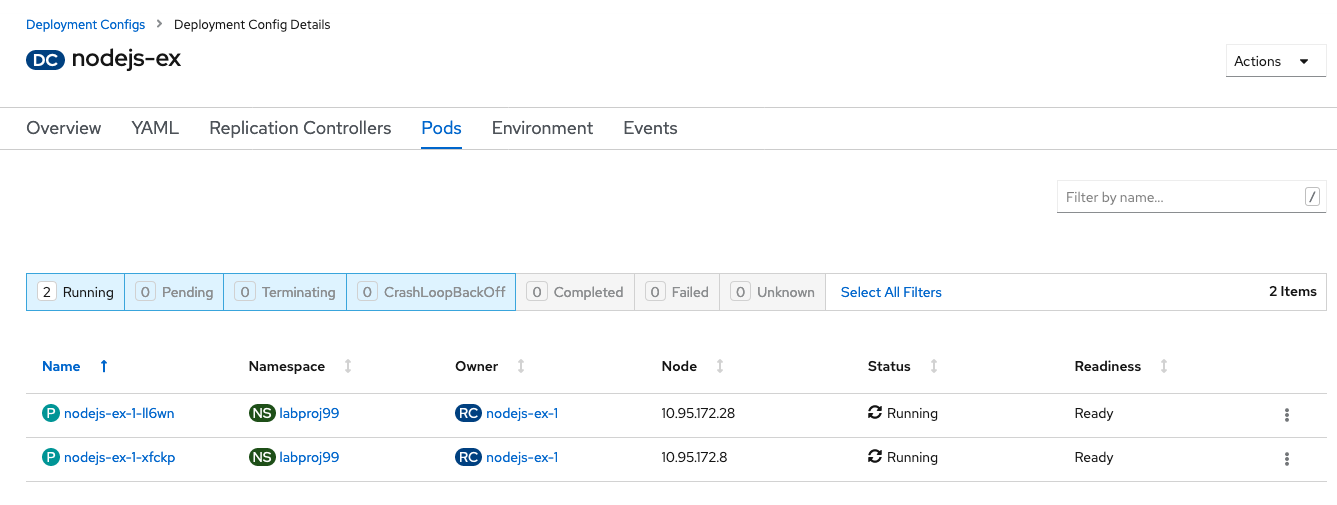 Deployment Configs > Deployment Config Details
DC nodejs-ex
Actions
Overview YAML Replication Controllers Pods Environment Events
Filter by name... /
2 Running 0 Pending 0 Terminating 0 CrashLoopBackOff 0 Completed 0 Failed 0 Unknown Select All Filters 2 Items
Name Namespace Owner Node Status Readiness
P nodejs-ex-1-ll6wn NS labproj99 RC nodejs-ex-1 10.95.172.28 Running Ready
P nodejs-ex-1-xfckp NS labproj99 RC nodejs-ex-1 10.95.172.8 Running Ready